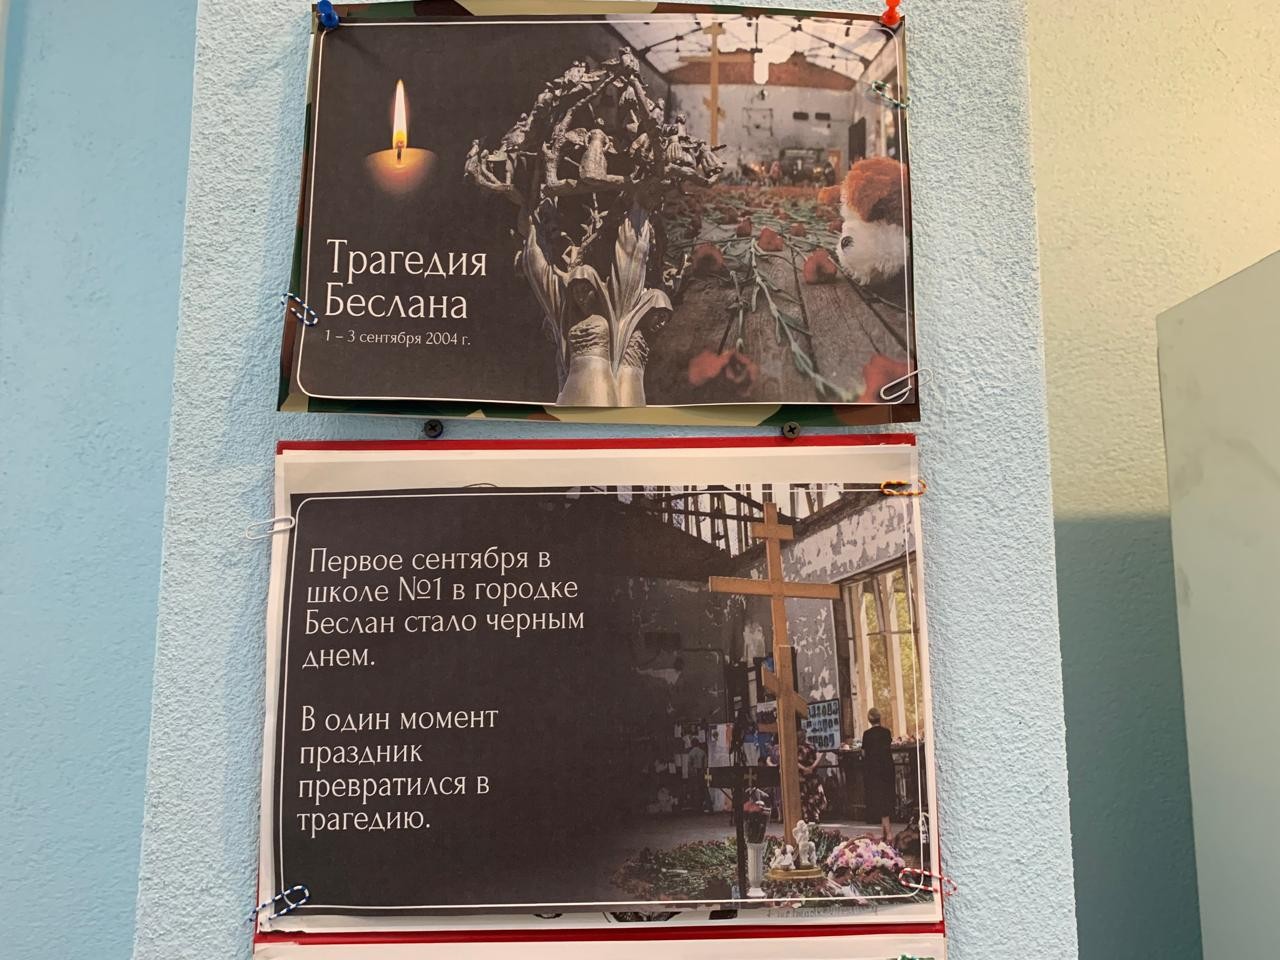 Трагедия
Беслана
1 – 3 сентября 2004 г.
Первое сентября в
школе №1 в городке
Беслан стало черным
днем.
В один момент
праздник
превратился в
трагедию.